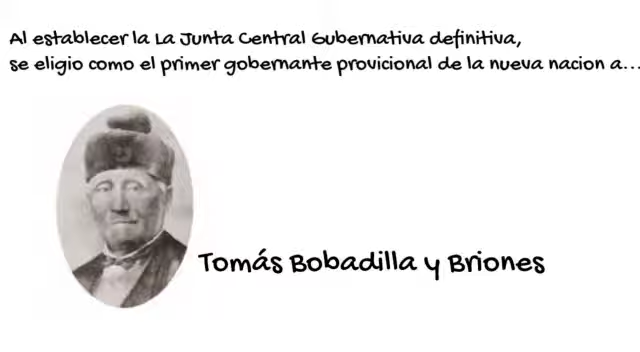 Al establecer la La Junta Central Gubernativa definitiva,
se eligio como el primer gobernante provicional de la nueva nacion a...
Tomás Bobadilla y Briones